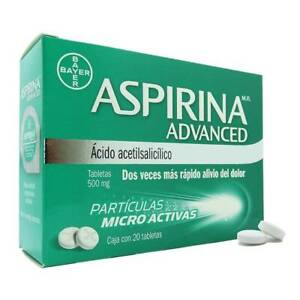 BAYER
BAYER
ASPIRINA M.R.
ADVANCED
Ácido acetilsalicílico
Tabletas
500 mg
Dos veces más rápido alivio del dolor
PARTÍCULAS
MICRO ACTIVAS
Caja con 20 tabletas